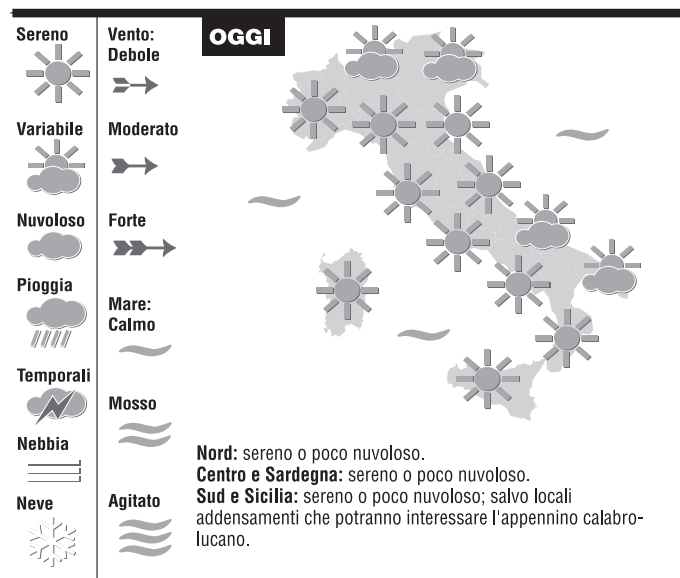 Sereno
Variabile
Nuvoloso
Pioggia
Temporali
Nebbia
Neve
Vento:
Debole
Moderato
Forte
Mare:
Calmo
Mosso
Agitato
OGGI
Nord: sereno o poco nuvoloso.
Centro e Sardegna: sereno o poco nuvoloso.
Sud e Sicilia: sereno o poco nuvoloso; salvo locali
addensamenti che potranno interessare l'appennino calabro-
lucano.